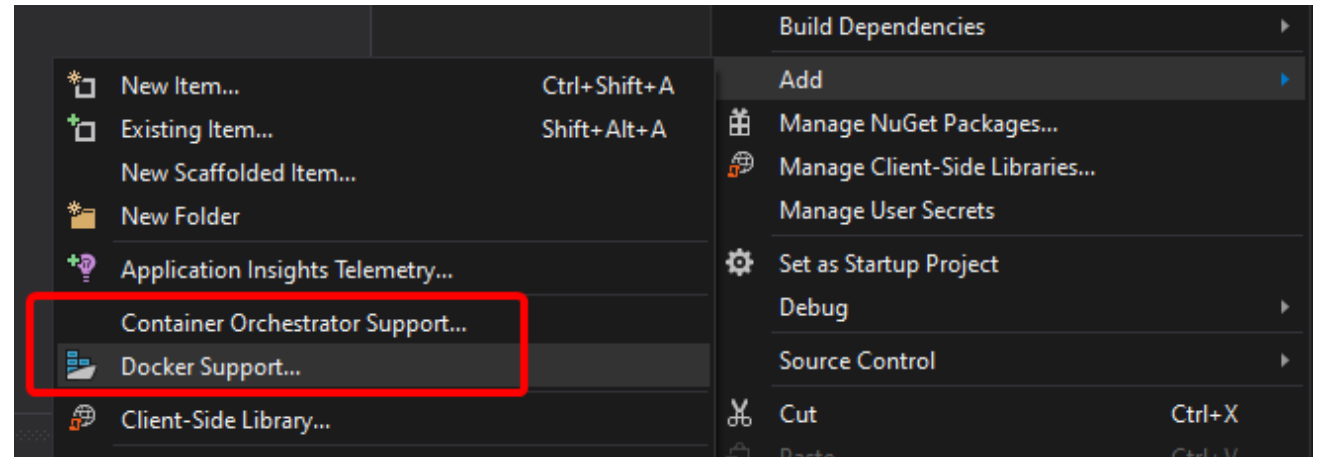 Build Dependencies
New Item... Ctrl+Shift+A
Existing Item... Shift+Alt+A
New Scaffolded Item...
New Folder
Application Insights Telemetry...
Container Orchestrator Support...
Docker Support...
Client-Side Library...
Add
Manage NuGet Packages...
Manage Client-Side Libraries...
Manage User Secrets
Set as Startup Project
Debug
Source Control
Cut Ctrl+X
Paste Ctrl+V